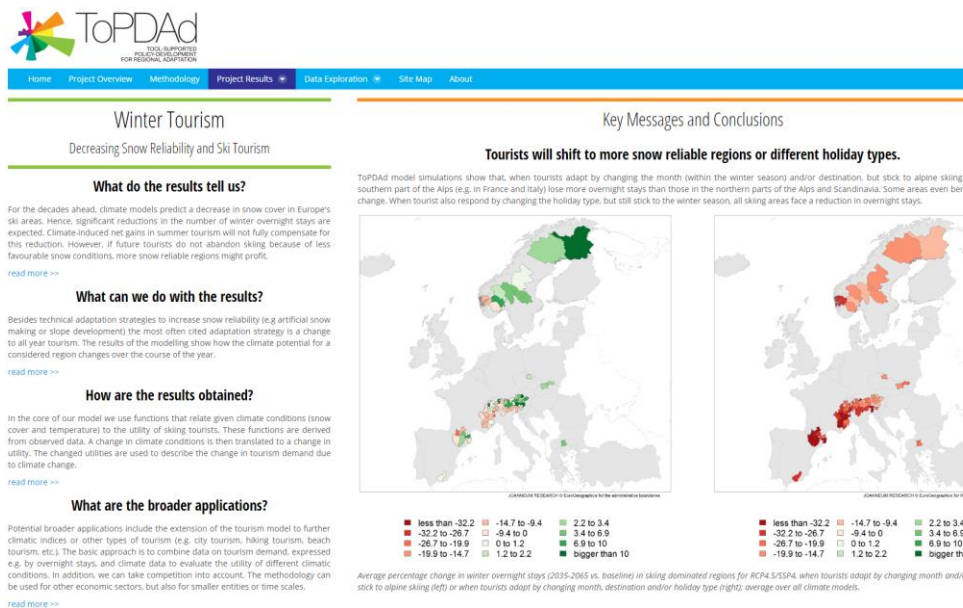 ToPDAd
TOOL-SUPPORTED
POLICY-DEVELOPMENT
FOR REGIONAL ADAPTATION
Home Project Overview Methodology Project Results Data Exploration Site Map About
Winter Tourism
Decreasing Snow Reliability and Ski Tourism
What do the results tell us?
For the decades ahead, climate models predict a decrease in snow cover in Europe's
ski areas. Hence, significant reductions in the number of winter overnight stays are
expected. Climate-induced net gains in summer tourism will not fully compensate for
this reduction. However, if future tourists do not abandon skiing because of less
favourable snow conditions, more snow reliable regions might profit.
read more >>
What can we do with the results?
Besides technical adaptation strategies to increase snow reliability (e.g artificial snow
making or slope development) the most often cited adaptation strategy is a change
to all year tourism. The results of the modelling show how the climate potential for a
considered region changes over the course of the year.
read more >>
How are the results obtained?
In the core of our model we use functions that relate given climate conditions (snow
cover and temperature) to the utility of skiing tourists. These functions are derived
from observed data. A change in climate conditions is then translated to a change in
utility. The changed utilities are used to describe the change in tourism demand due
to climate change.
read more >>
What are the broader applications?
Potential broader applications include the extension of the tourism model to further
climatic indices or other types of tourism (e.g. city tourism, hiking tourism, beach
tourism, etc.). The basic approach is to combine data on tourism demand, expressed
e.g. by overnight stays, and climate data to evaluate the utility of different climatic
conditions. In addition, we can take competition into account. The methodology can
be used for other economic sectors, but also for smaller entities or time scales.
read more >>
Key Messages and Conclusions
Tourists will shift to more snow reliable regions or different holiday types.
ToPDAd model simulations show that, when tourists adapt by changing the month (within the winter season) and/or destination, but stick to alpine skiing
southern part of the Alps (e.g. in France and Italy) lose more overnight stays than those in the northern parts of the Alps and Scandinavia. Some areas even ben
change. When tourist also respond by changing the holiday type, but still stick to the winter season, all skiing areas face a reduction in overnight stays.
JOANNEUM RESEARCH © EuroGeographics for the administrative boundaries
JOANNEUM RESEARCH © EuroGeographics for th
less than -32.2 -14.7 to -9.4 2.2 to 3.4
-32.2 to -26.7 -9.4 to 0 3.4 to 6.9
-26.7 to -19.9 0 to 1.2 6.9 to 10
-19.9 to -14.7 1.2 to 2.2 bigger than 10
less than -32.2 -14.7 to -9.4 2.2 to 3.4
-32.2 to -26.7 -9.4 to 0 3.4 to 6.9
-26.7 to -19.9 0 to 1.2 6.9 to 10
-19.9 to -14.7 1.2 to 2.2 bigger th
Average percentage change in winter overnight stays (2035-2065 vs. baseline) in skiing dominated regions for RCP4.5/SSP4, when tourists adapt by changing month and/
stick to alpine skiing (left) or when tourists adapt by changing month, destination and/or holiday type (right); average over all climate models.